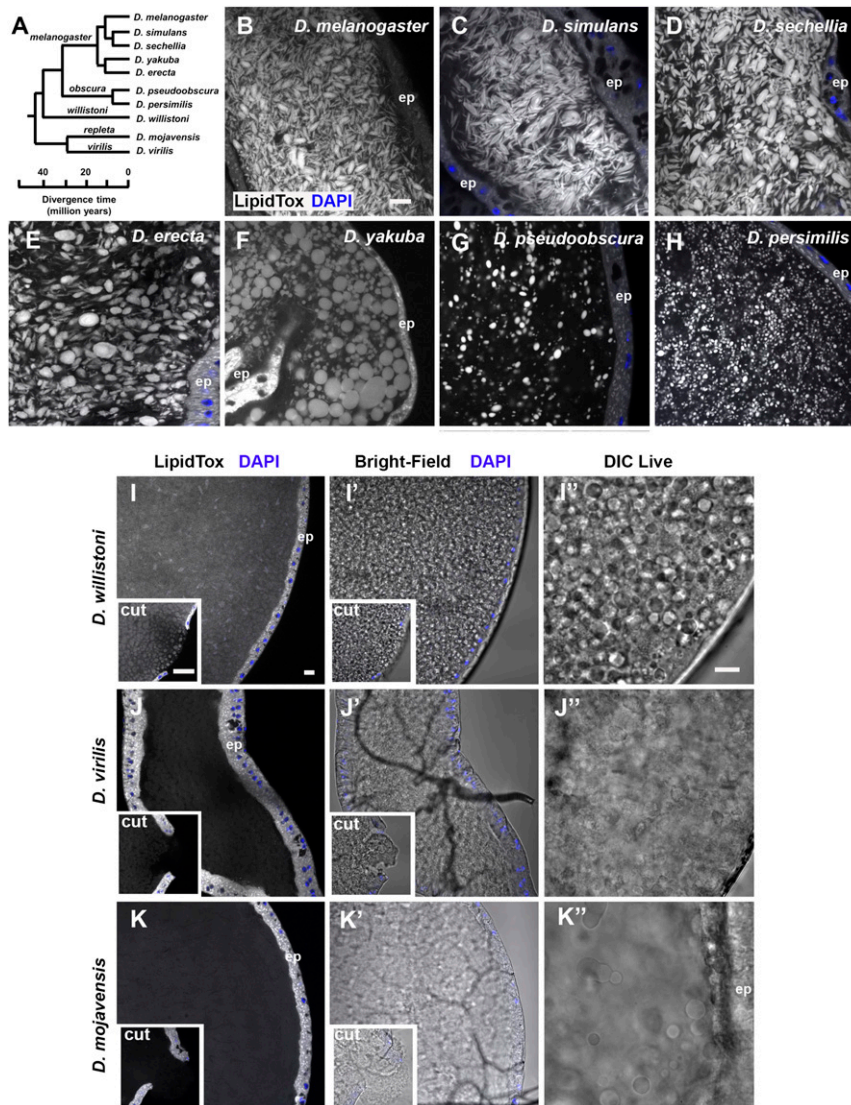 A
D. melanogaster
D. simulans
D. sechellia
D. yakuba
D. erecta
D. pseudoobscura
D. persimilis
D. willistoni
D. mojavensis
D. virilis
melanogaster
obscura
willistoni
repleta
virilis
40 20 0
Divergence time
(million years)
B D. melanogaster
ep
LipidTox DAPI
C D. simulans
ep
ep
D D. sechellia
ep
E D. erecta
ep
F D. yakuba
ep
ep
G D. pseudoobscura
ep
H D. persimilis
ep
LipidTox DAPI
Bright-Field DAPI
DIC Live
D. willistoni
I
ep
cut
I'
cut
I"
D. virilis
J
ep
cut
J'
cut
J"
D. mojavensis
K
ep
cut
K'
cut
K"
ep